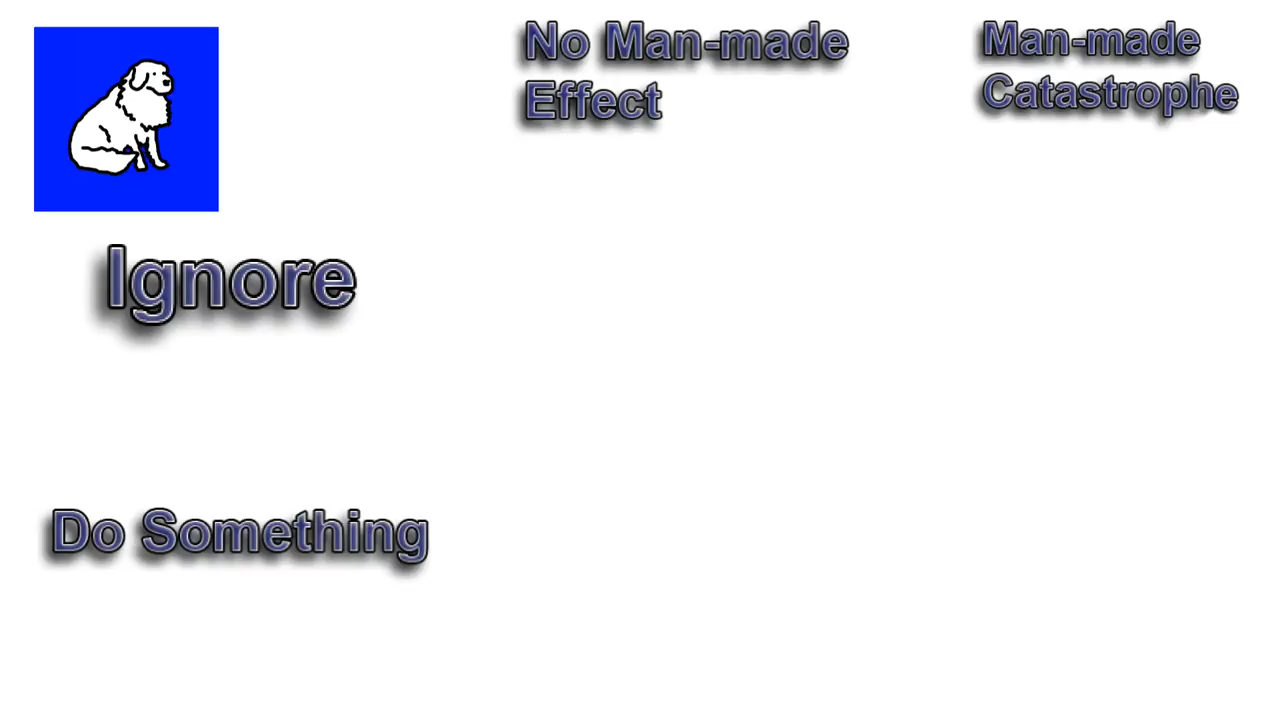 No Man-made
Effect
Man-made
Catastrophe
Ignore
Do Something